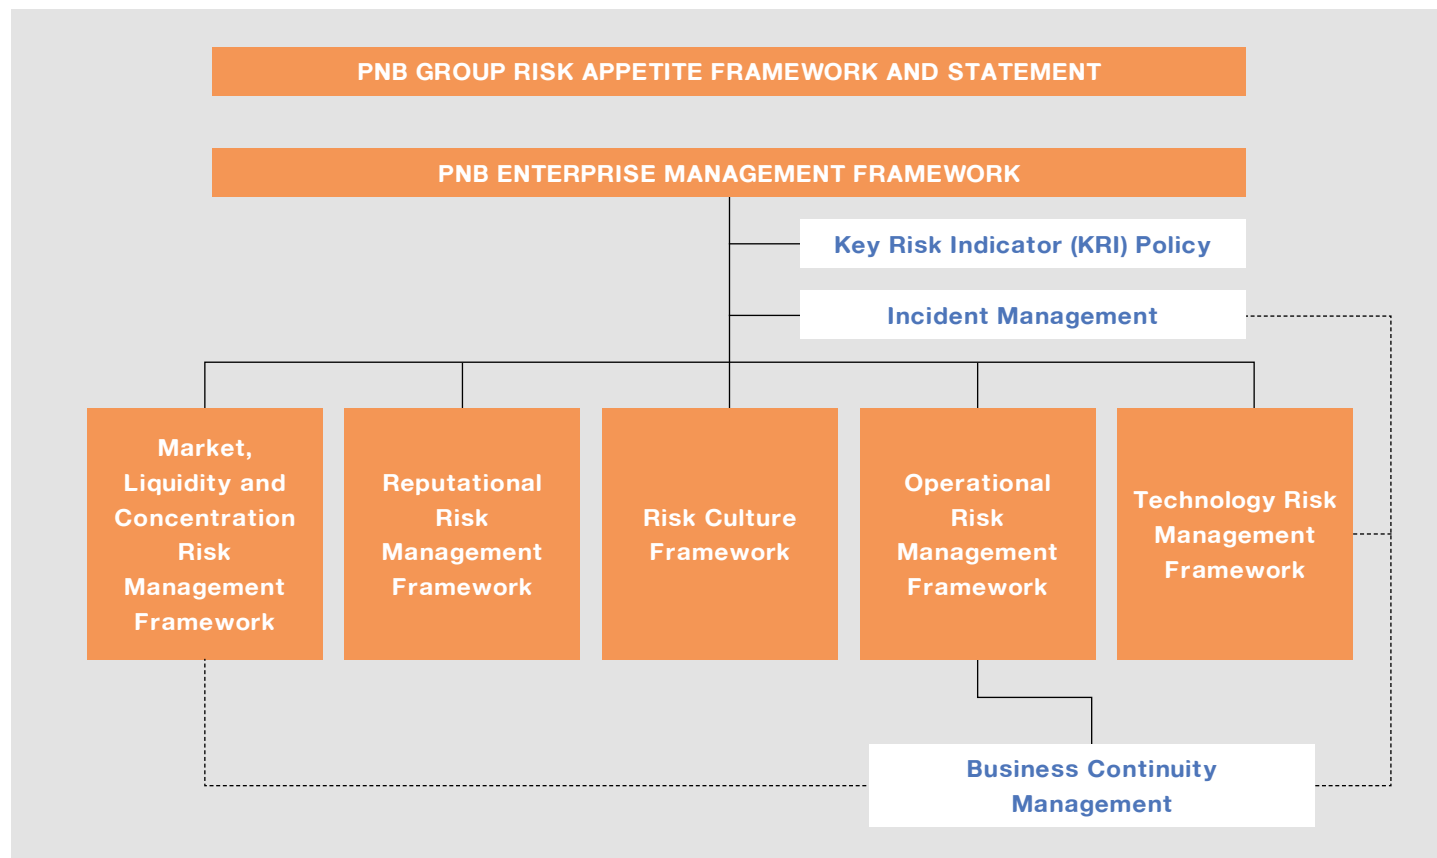 PNB GROUP RISK APPETITE FRAMEWORK AND STATEMENT
PNB ENTERPRISE MANAGEMENT FRAMEWORK
Key Risk Indicator (KRI) Policy
Incident Management
Market,
Liquidity and
Concentration
Risk
Management
Framework
Reputational
Risk
Management
Framework
Risk Culture
Framework
Operational
Risk
Management
Framework
Technology Risk
Management
Framework
Business Continuity
Management